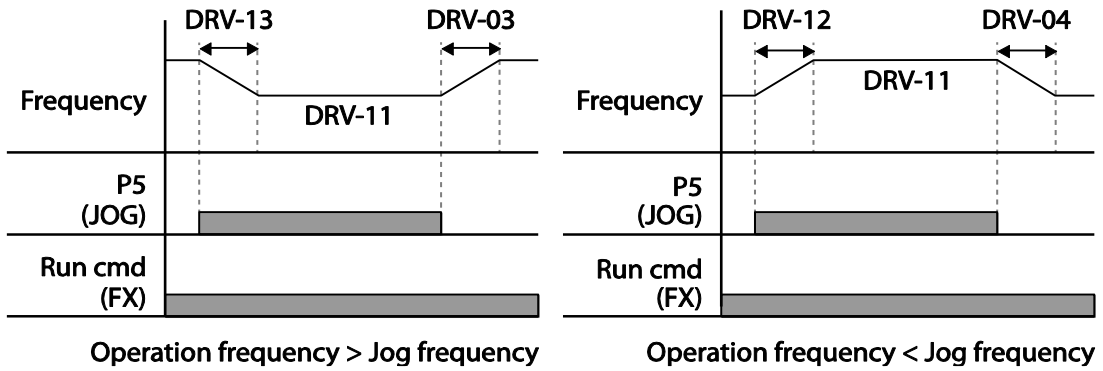 DRV-13
DRV-03
Frequency
DRV-11
P5
(JOG)
Run cmd
(FX)
Operation frequency > Jog frequency
DRV-12
DRV-04
Frequency
DRV-11
P5
(JOG)
Run cmd
(FX)
Operation frequency < Jog frequency